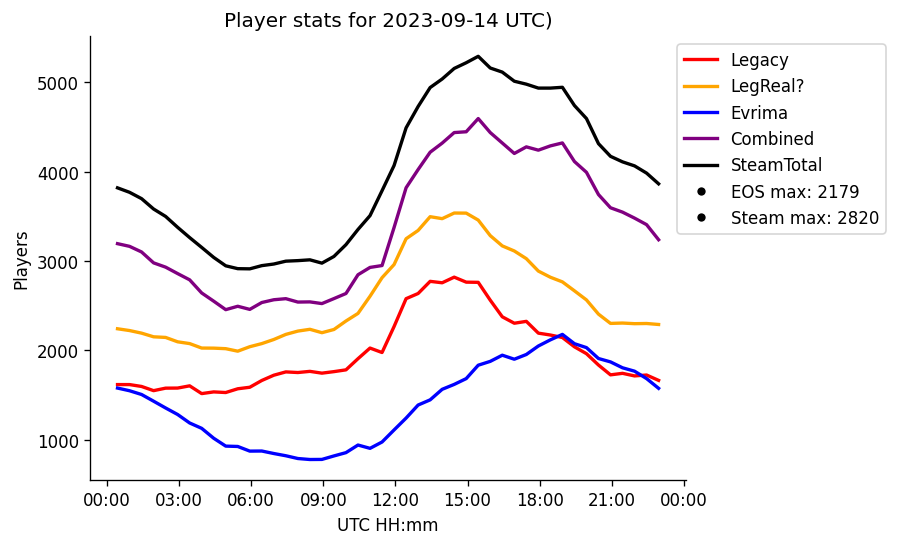 Player stats for 2023-09-14 UTC)
Legacy
LegReal?
Evrima
Combined
SteamTotal
EOS max: 2179
Steam max: 2820
Players
5000
4000
3000
2000
1000
00:00 03:00 06:00 09:00 12:00 15:00 18:00 21:00 00:00
UTC HH:mm